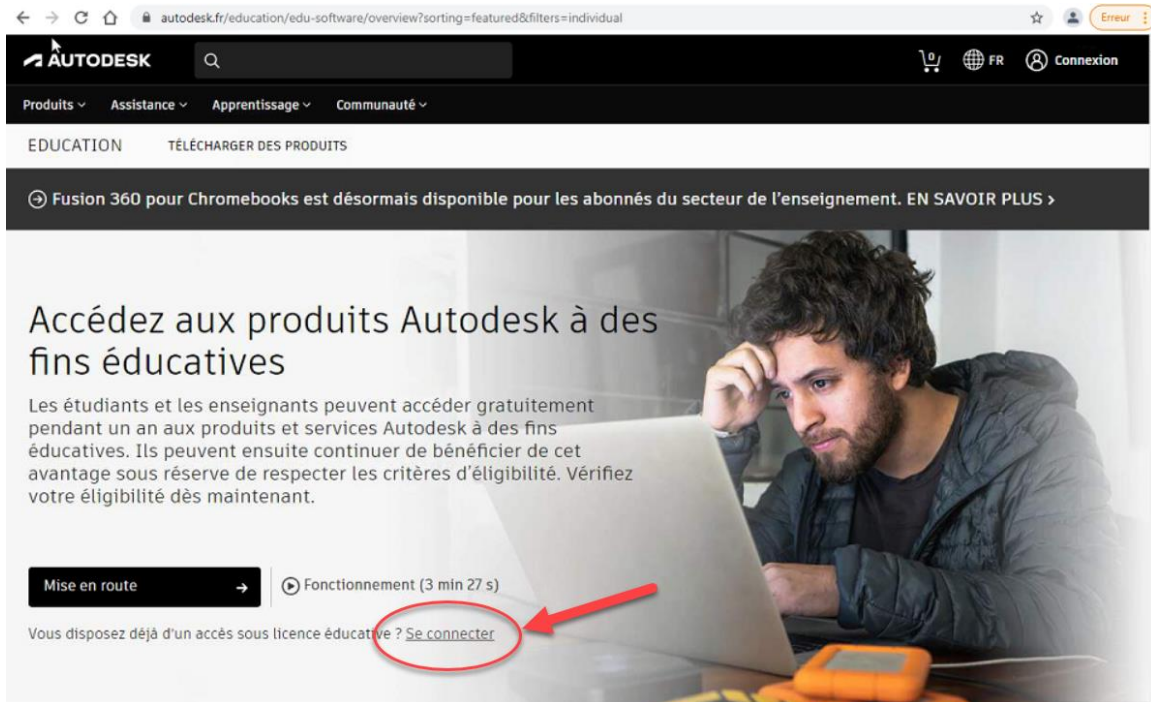 autodesk.fr/education/edu-software/overview?sorting=featured&filters=individual
Erreur
AUTODESK
0
FR
Connexion
Produits
Assistance
Apprentissage
Communauté
EDUCATION
TÉLÉCHARGER DES PRODUITS
Fusion 360 pour Chromebooks est désormais disponible pour les abonnés du secteur de l'enseignement. EN SAVOIR PLUS >
Accédez aux produits Autodesk à des
fins éducatives
Les étudiants et les enseignants peuvent accéder gratuitement
pendant un an aux produits et services Autodesk à des fins
éducatives. Ils peuvent ensuite continuer de bénéficier de cet
avantage sous réserve de respecter les critères d'éligibilité. Vérifiez
votre éligibilité dès maintenant.
Mise en route
Fonctionnement (3 min 27 s)
Vous disposez déjà d'un accès sous licence éducative ? Se connecter